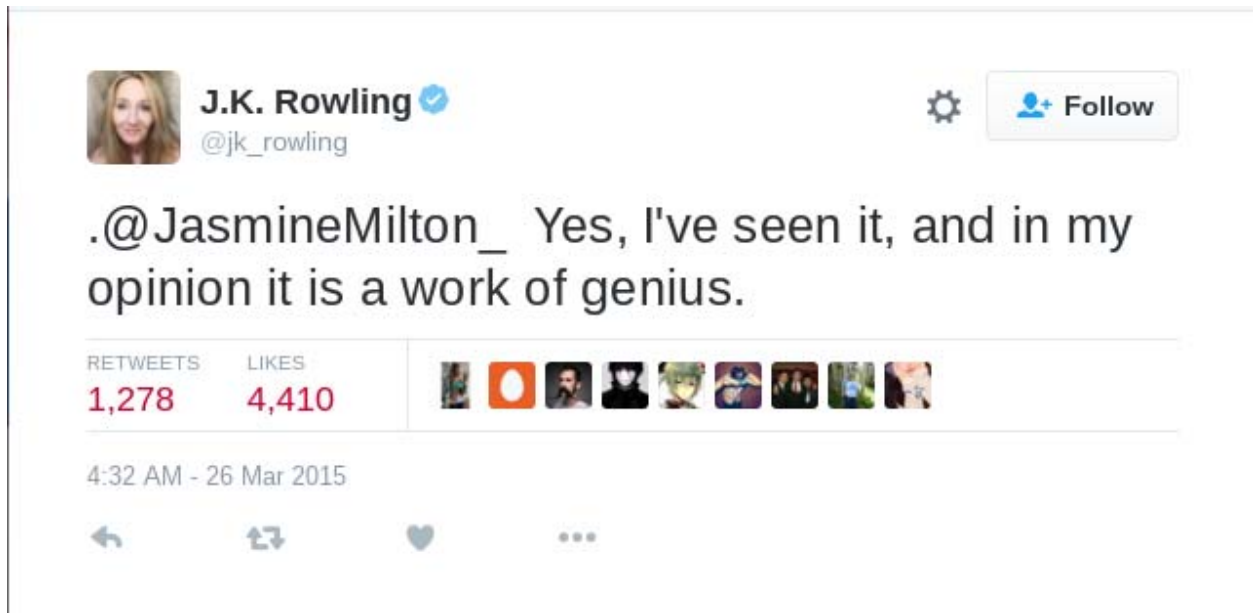 J.K. Rowling
@jk_rowling
Follow
.@JasmineMilton_ Yes, I've seen it, and in my
opinion it is a work of genius.
RETWEETS LIKES
1,278 4,410
4:32 AM - 26 Mar 2015